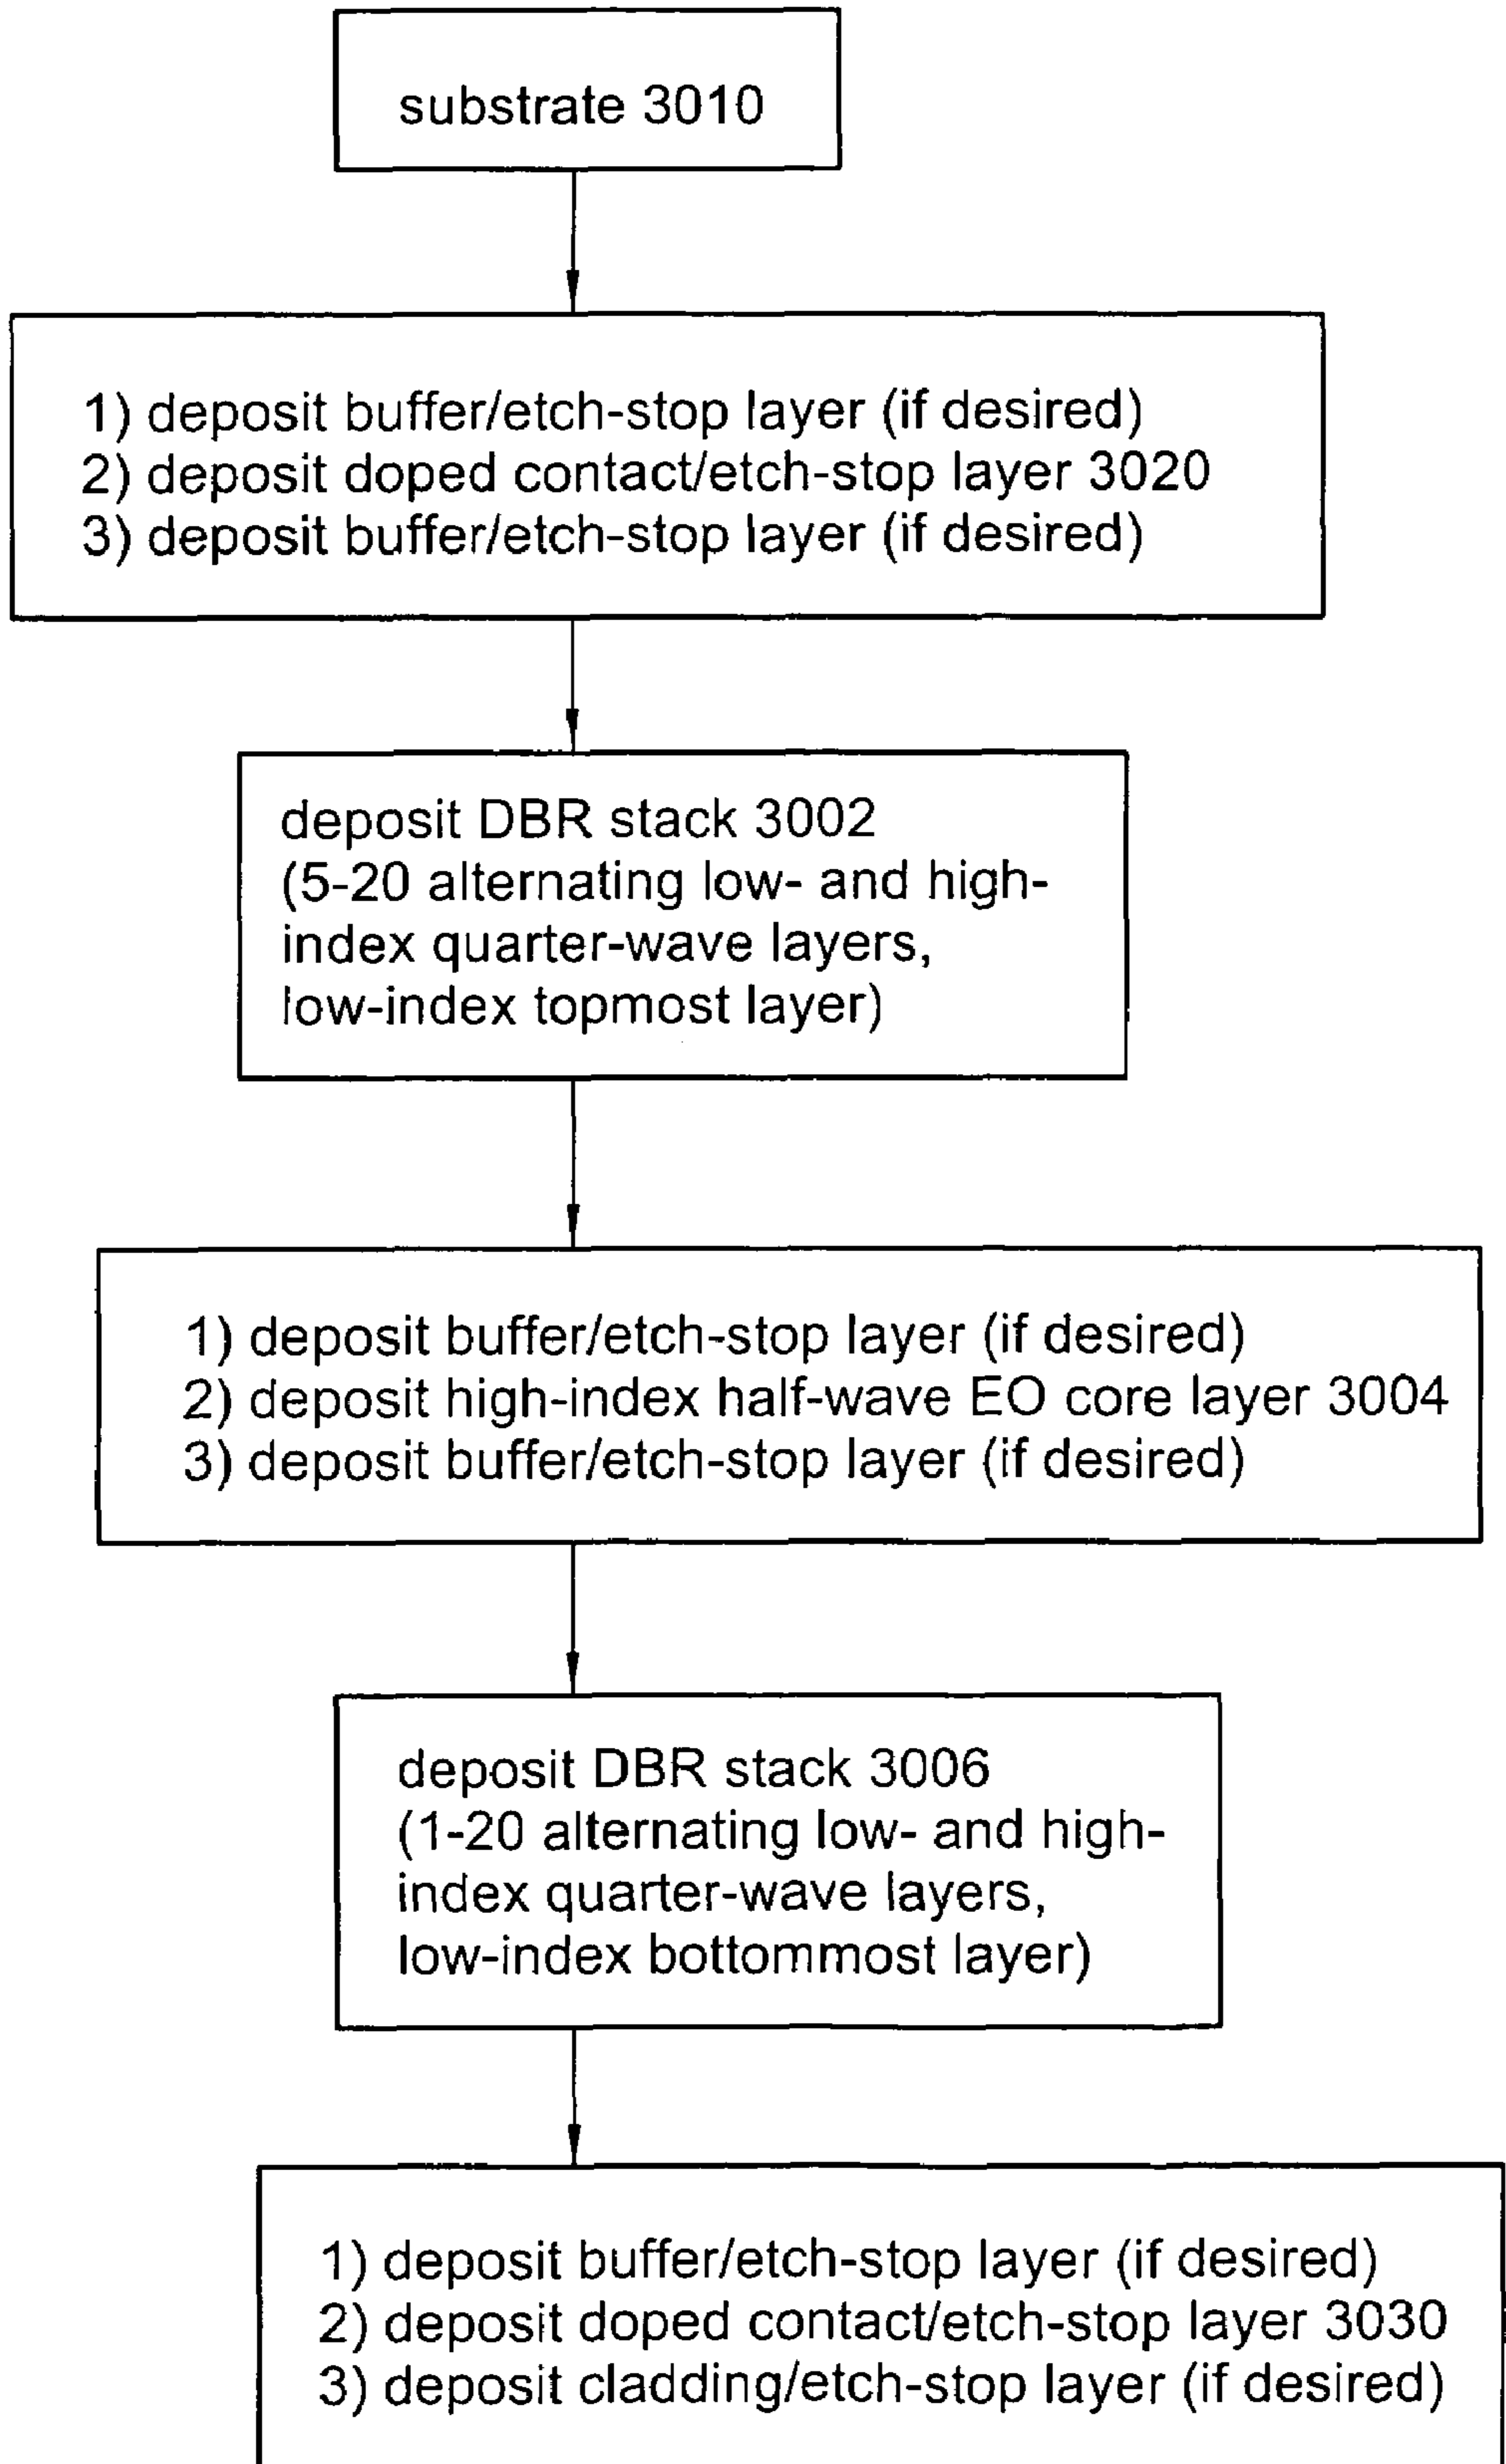 substrate 3010
1) deposit buffer/etch-stop layer (if desired)
2) deposit doped contact/etch-stop layer 3020
3) deposit buffer/etch-stop layer (if desired)
deposit DBR stack 3002
(5-20 alternating low- and high-
index quarter-wave layers,
low-index topmost layer)
1) deposit buffer/etch-stop layer (if desired)
2) deposit high-index half-wave EO core layer 3004
3) deposit buffer/etch-stop layer (if desired)
deposit DBR stack 3006
(1-20 alternating low- and high-
index quarter-wave layers,
low-index bottommost layer)
1) deposit buffer/etch-stop layer (if desired)
2) deposit doped contact/etch-stop layer 3030
3) deposit cladding/etch-stop layer (if desired)